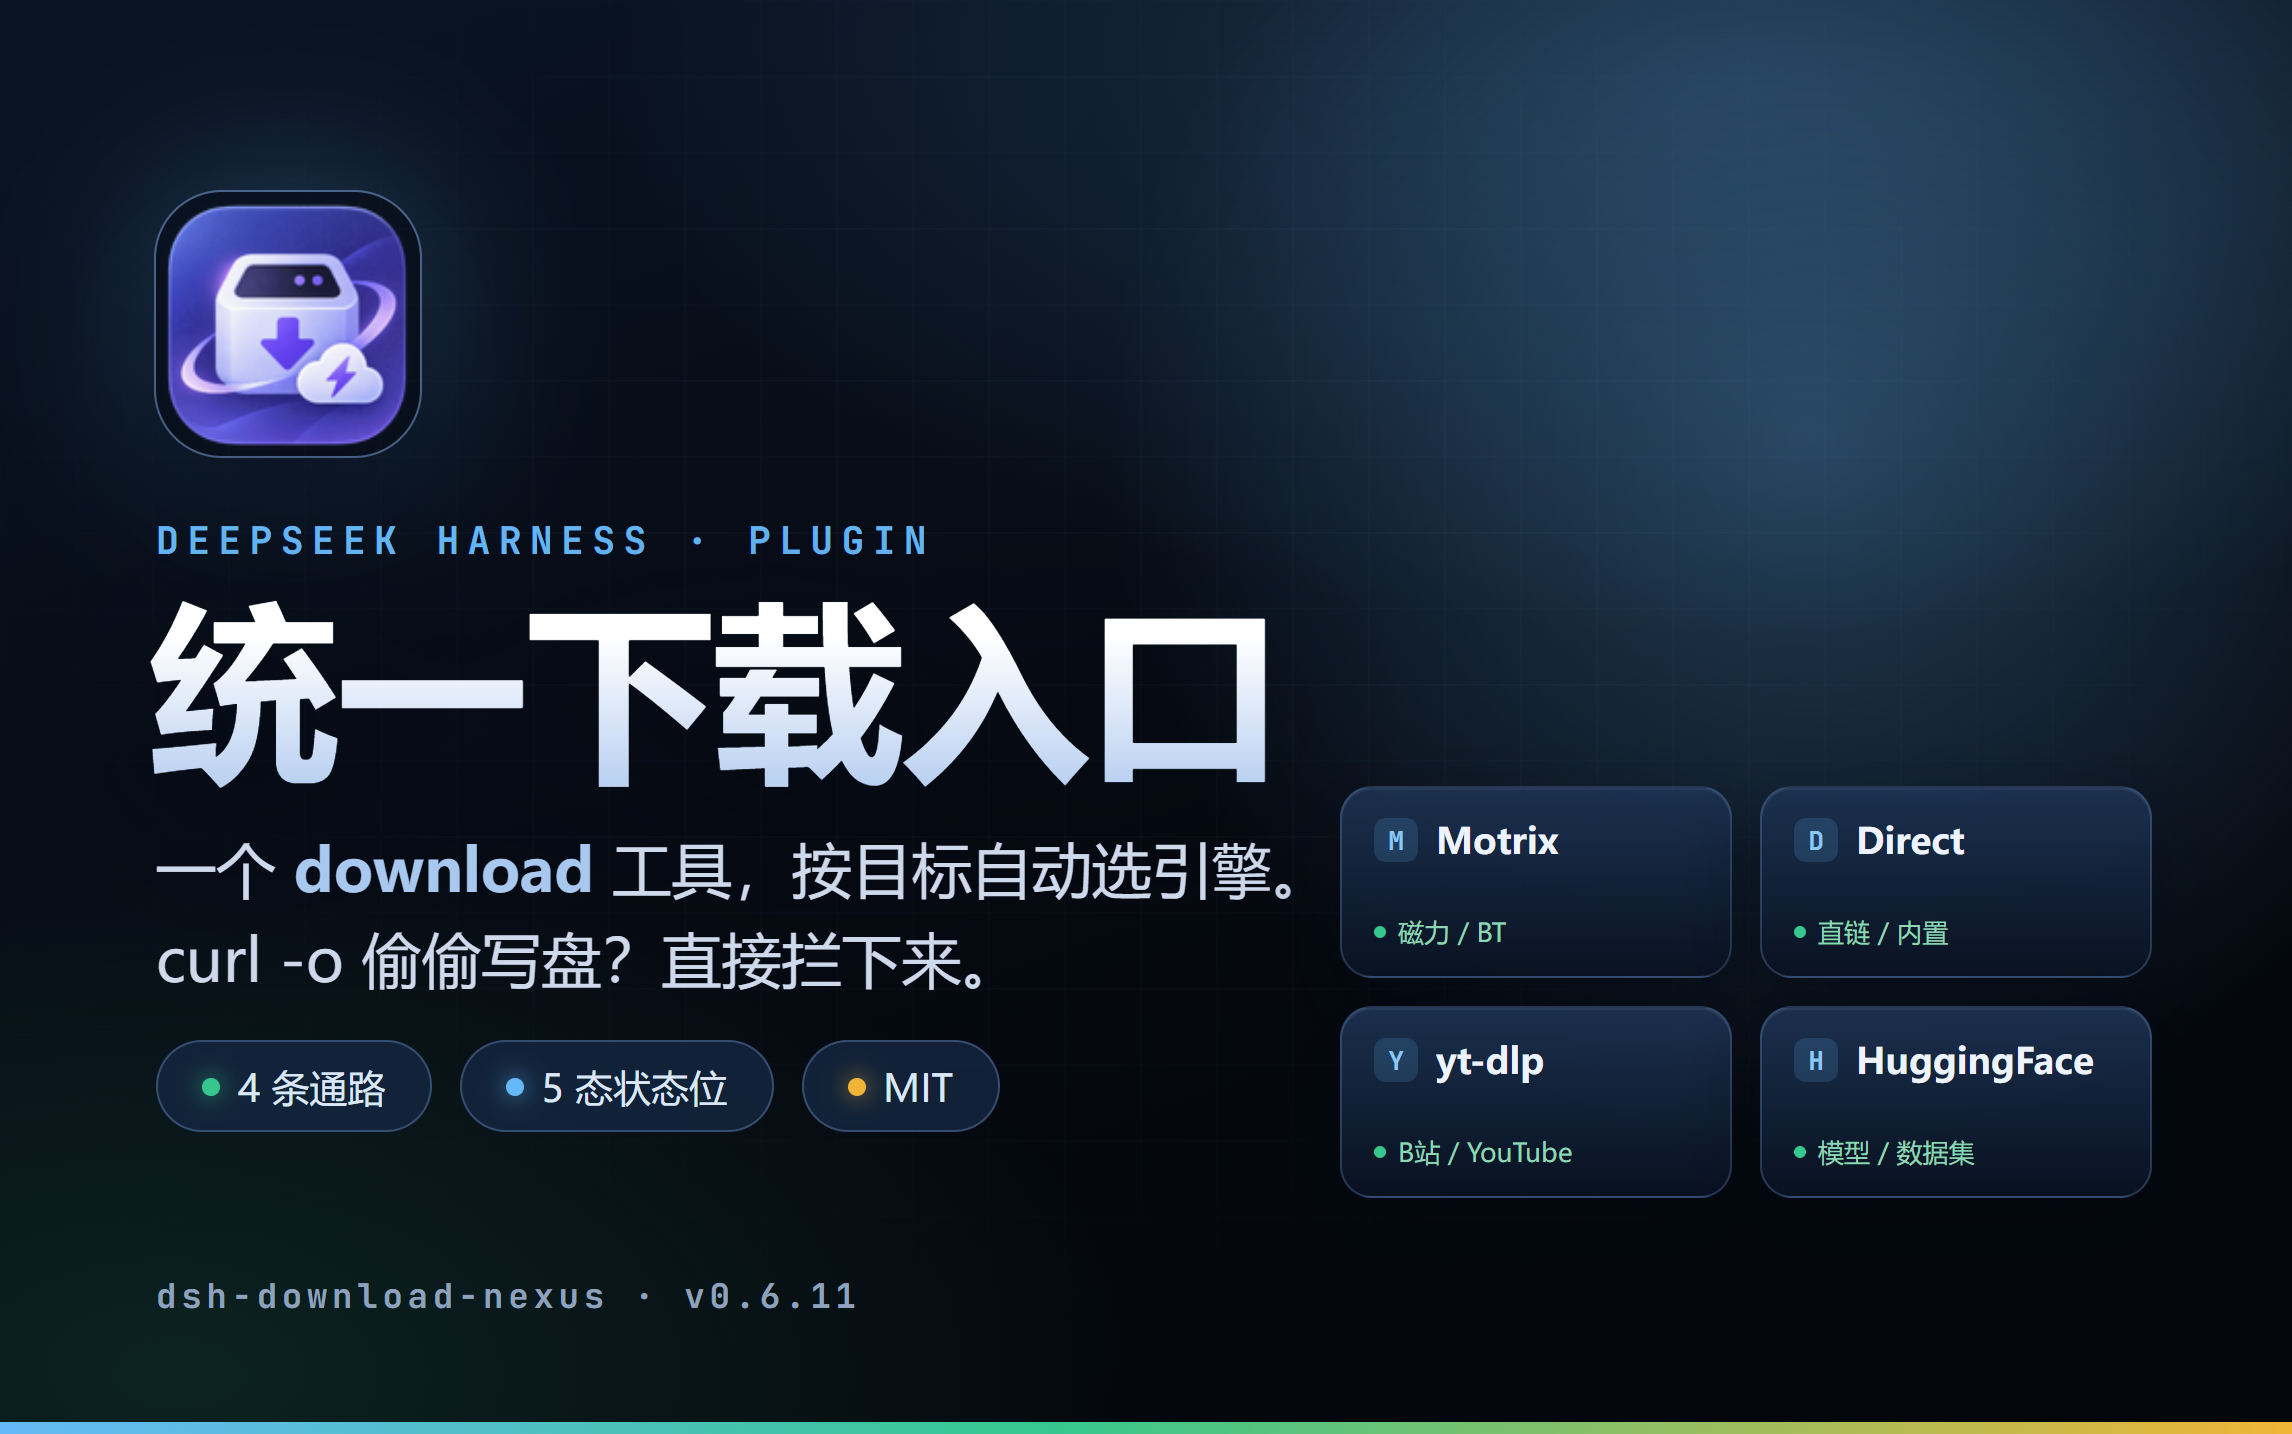 DEEPSEEK HARNESS · PLUGIN
统一下载入口
一个 download 工具，按目标自动选引擎。
curl -o 偷偷写盘？直接拦下来。
4 条通路
5 态状态位
MIT
M Motrix
磁力 / BT
D Direct
直链 / 内置
Y yt-dlp
B站 / YouTube
H HuggingFace
模型 / 数据集
dsh-download-nexus · v0.6.11